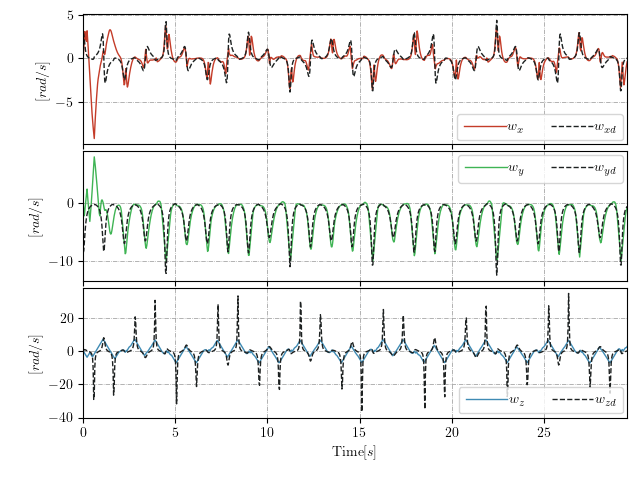 5
0
−5
[rad/s]
w_x w_xd
0
−10
[rad/s]
w_y w_yd
20
0
−20
−40
[rad/s]
w_z w_zd
0 5 10 15 20 25
Time[s]